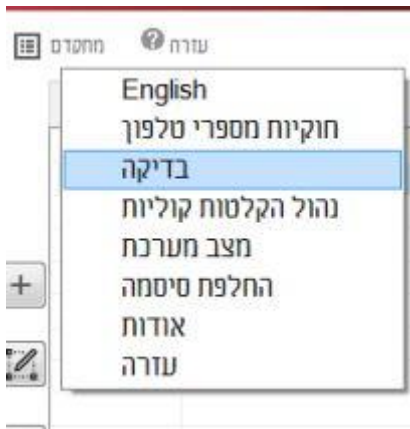 עזרה מתקדם
English
חוקיות מספרי טלפון
בדיקה
נהול הקלטות קוליות
מצב מערכת
החלפת סיסמה
אודות
עזרה